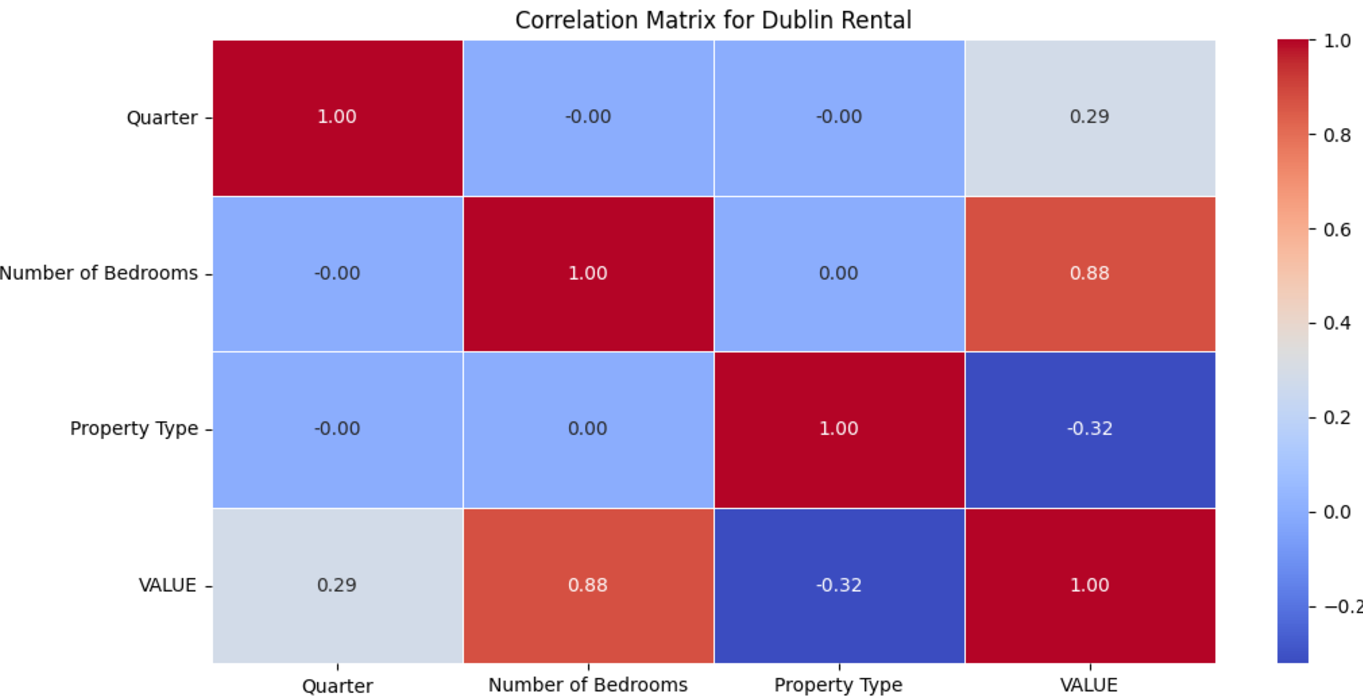 Correlation Matrix for Dublin Rental
Quarter 1.00 -0.00 -0.00 0.29
Number of Bedrooms -0.00 1.00 0.00 0.88
Property Type -0.00 0.00 1.00 -0.32
VALUE 0.29 0.88 -0.32 1.00
Quarter Number of Bedrooms Property Type VALUE
1.0
0.8
0.6
0.4
0.2
0.0
−0.2